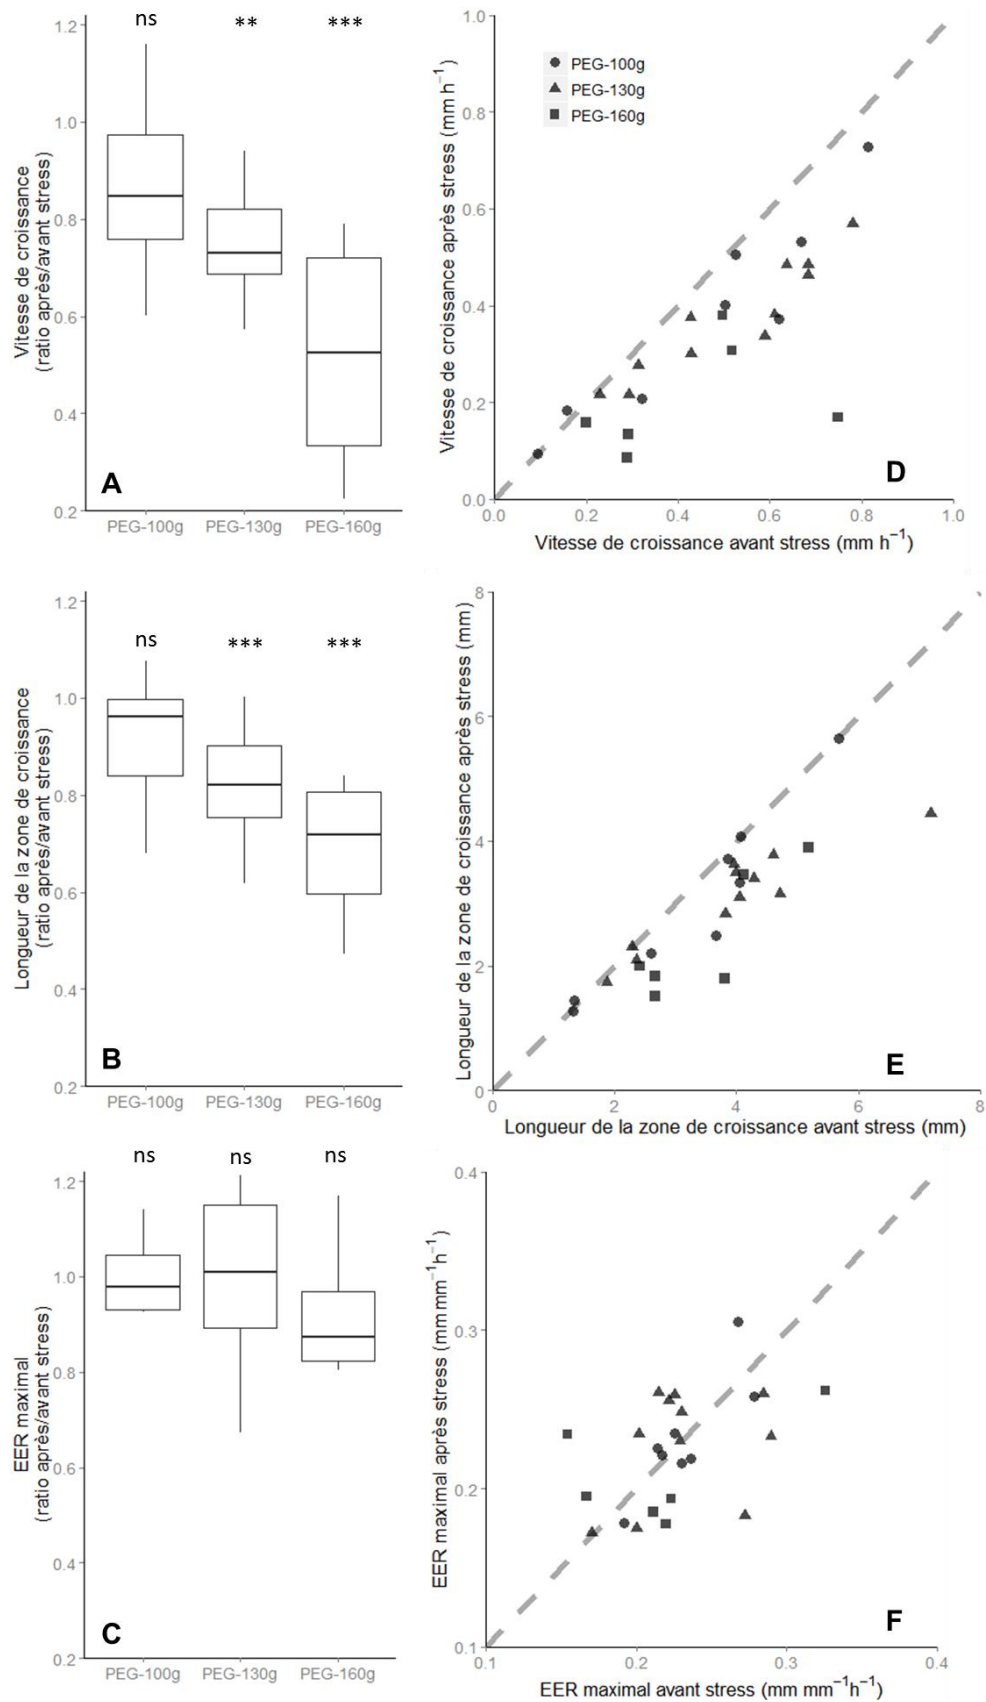 ns ** ***
1.2
1.0
0.8
0.6
0.4
0.2
Vitesse de croissance
(ratio après/avant stress)
A
PEG-100g PEG-130g PEG-160g
1.0
0.8
0.6
0.4
0.2
0.0
Vitesse de croissance après stress (mm h⁻¹)
PEG-100g
PEG-130g
PEG-160g
D
0.0 0.2 0.4 0.6 0.8 1.0
Vitesse de croissance avant stress (mm h⁻¹)
ns *** ***
1.2
1.0
0.8
0.6
0.4
0.2
Longueur de la zone de croissance
(ratio après/avant stress)
B
PEG-100g PEG-130g PEG-160g
8
6
4
2
0
Longueur de la zone de croissance après stress (mm)
E
0 2 4 6 8
Longueur de la zone de croissance avant stress (mm)
ns ns ns
1.2
1.0
0.8
0.6
0.4
0.2
EER maximal
(ratio après/avant stress)
C
PEG-100g PEG-130g PEG-160g
0.4
0.3
0.2
0.1
EER maximal après stress (mm mm⁻¹h⁻¹)
F
0.1 0.2 0.3 0.4
EER maximal avant stress (mm mm⁻¹h⁻¹)